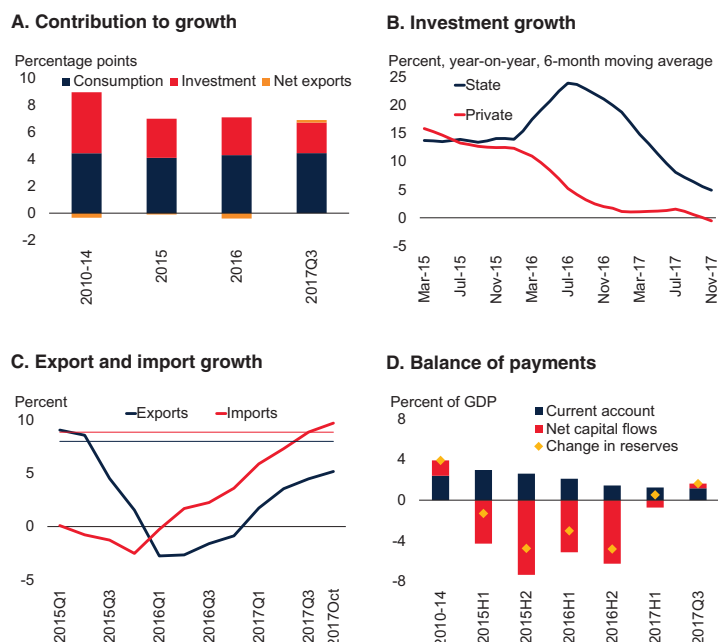 A. Contribution to growth
Percentage points
10
Consumption Investment Net exports
8
6
4
2
0
-2
2010-14
2015
2016
2017Q3
B. Investment growth
Percent, year-on-year, 6-month moving average
25
State
20
Private
15
10
5
0
-5
Mar-15
Jul-15
Nov-15
Mar-16
Jul-16
Nov-16
Mar-17
Jul-17
Nov-17
C. Export and import growth
Percent
10
Exports Imports
5
0
-5
2015Q1
2015Q3
2016Q1
2016Q3
2017Q1
2017Q3
2017Oct
D. Balance of payments
Percent of GDP
8
Current account
Net capital flows
Change in reserves
4
0
-4
-8
2010-14
2015H1
2015H2
2016H1
2016H2
2017H1
2017Q3